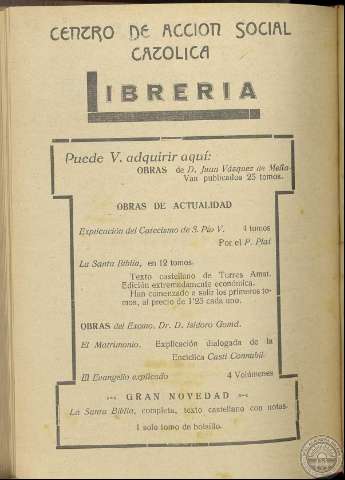 CENTRO DE ACCION SOCIAL
CATOLICA
LIBRERIA
Puede V. adquirir aquí:
OBRAS de D. Juan Vázquez de Mella
Van publicados 25 tomos.
OBRAS DE ACTUALIDAD
Explicación del Catecismo de S. Pío V. 4 tomos
Por el P. Plat
La Santa Biblia, en 12 tomos.
Texto castellano de Torres Amat.
Edición extremadamente económica.
Han comenzado a salir los primeros to-
mos, al precio de 1'25 cada uno.
OBRAS del Excmo. Dr. D. Isidoro Gomá.
El Matrimonio. Explicación dialogada de la
Encíclica Casti Connubii.
El Evangelio explicado 4 Volúmenes
GRAN NOVEDAD
La Santa Biblia, completa, texto castellano con notas.
1 solo tomo de bolsillo.